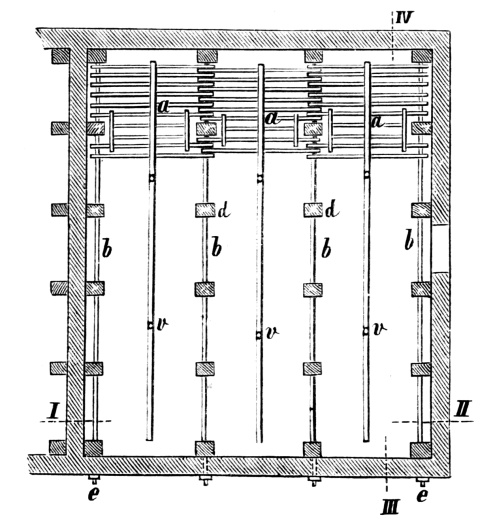 IV
a a a
d d
b b b b
v v v
I II
e III e